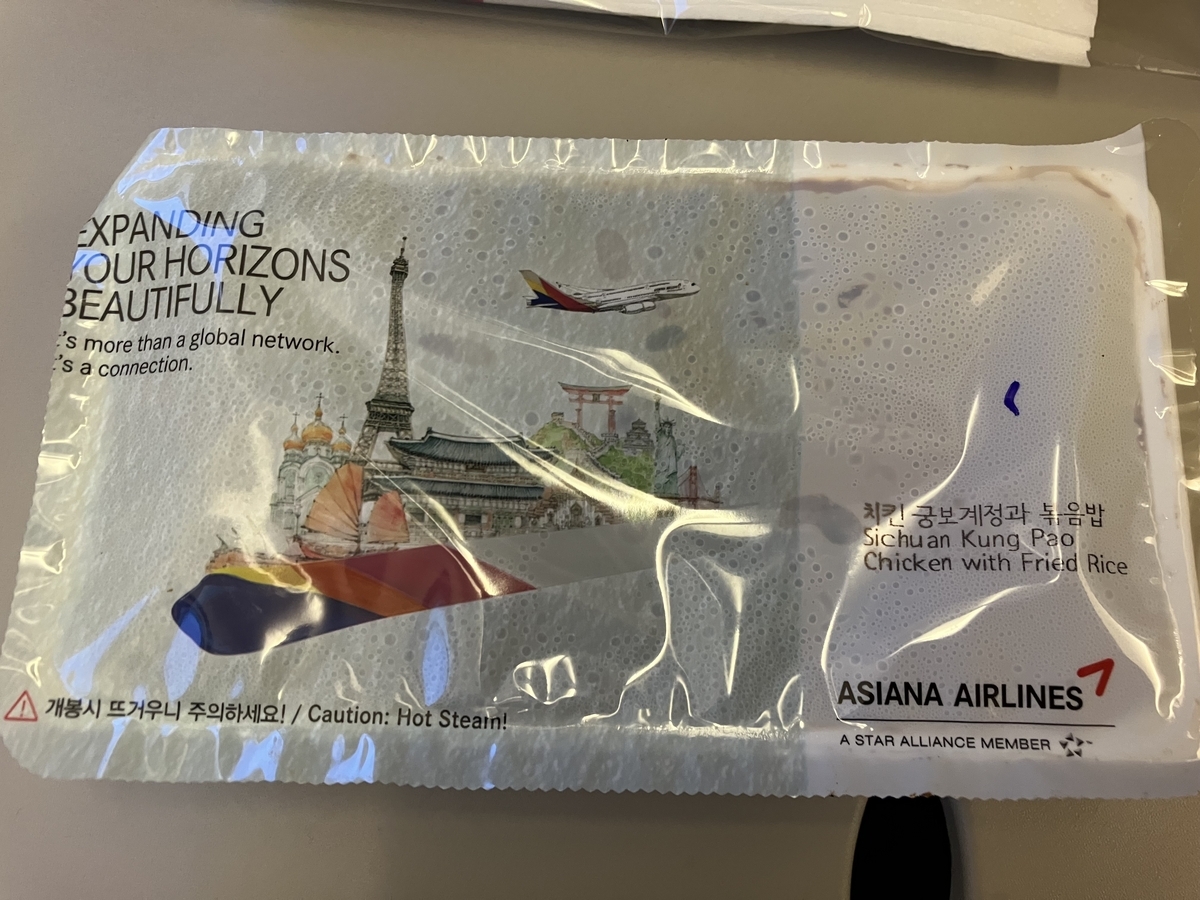 EXPANDING
YOUR HORIZONS
BEAUTIFULLY
t's more than a global network.
t's a connection.
치킨 궁보계정과 볶음밥
Sichuan Kung Pao
Chicken with Fried Rice
ASIANA AIRLINES
A STAR ALLIANCE MEMBER
개봉시 뜨거우니 주의하세요! / Caution: Hot Steam!